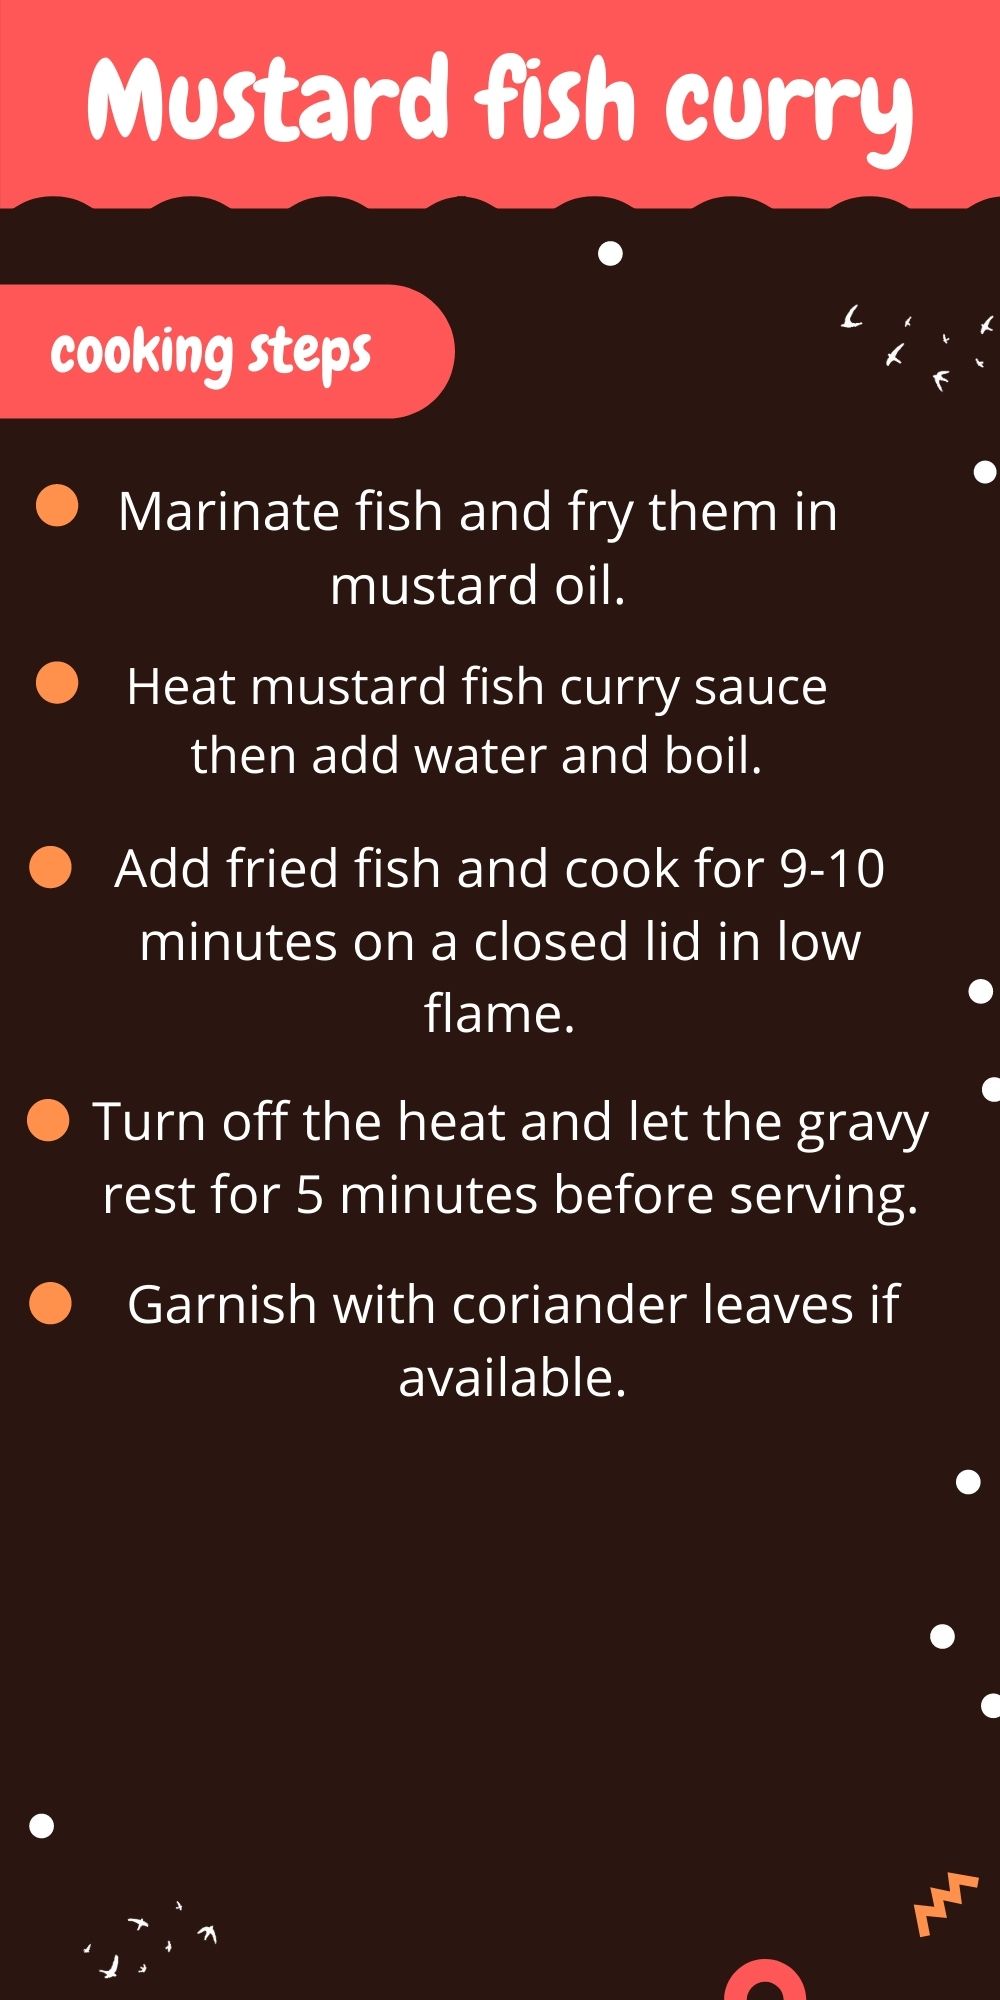 Mustard fish curry
cooking steps
Marinate fish and fry them in
mustard oil.
Heat mustard fish curry sauce
then add water and boil.
Add fried fish and cook for 9-10
minutes on a closed lid in low
flame.
Turn off the heat and let the gravy
rest for 5 minutes before serving.
Garnish with coriander leaves if
available.